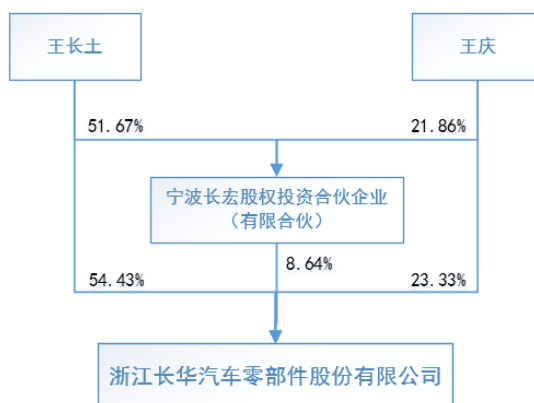 王长土
王庆
51.67%
21.86%
宁波长宏股权投资合伙企业
（有限合伙）
8.64%
54.43%
23.33%
浙江长华汽车零部件股份有限公司